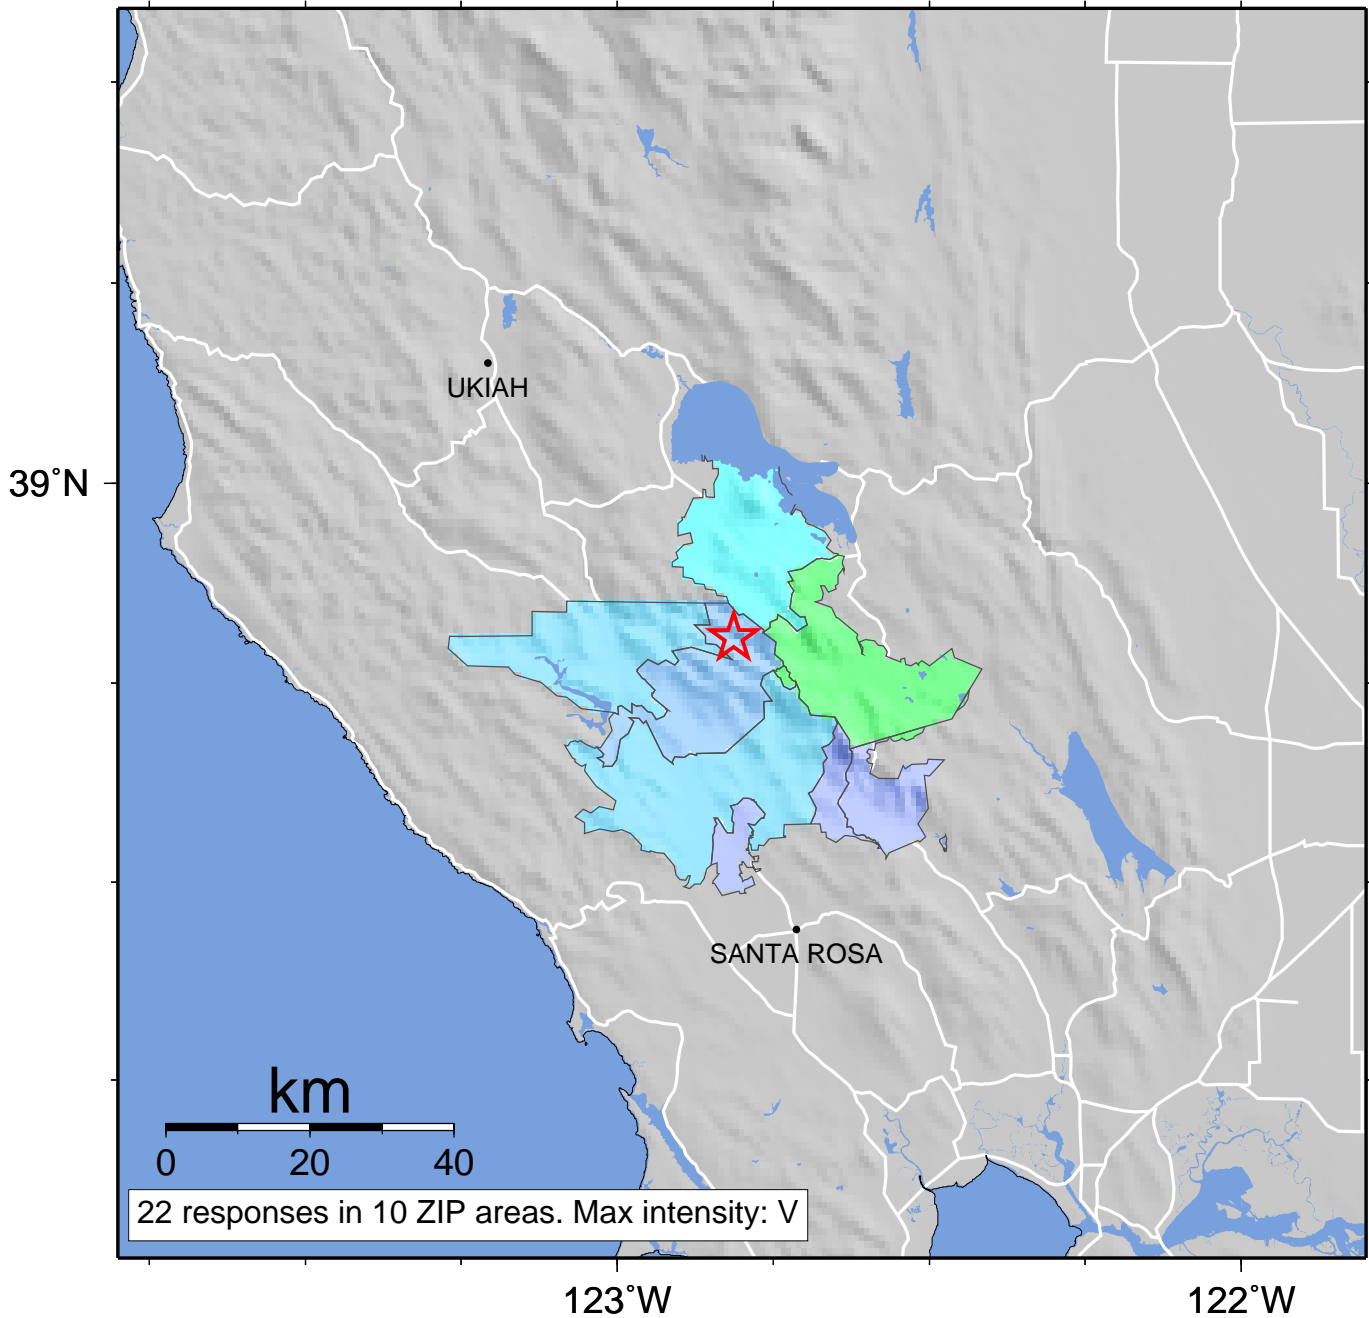 UKIAH
39˚N
SANTA ROSA
km
0 20 40
22 responses in 10 ZIP areas. Max intensity: V
123˚W 122˚W